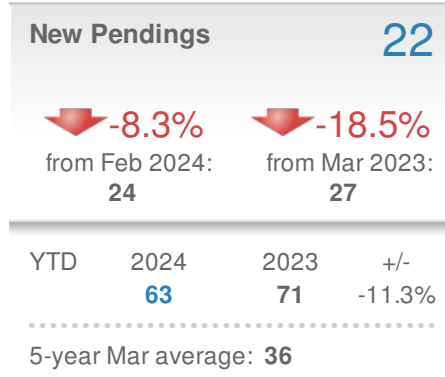 New Pendings 22
-8.3% -18.5%
from Feb 2024: from Mar 2023:
24 27
YTD 2024 2023 +/-
63 71 -11.3%
5-year Mar average: 36